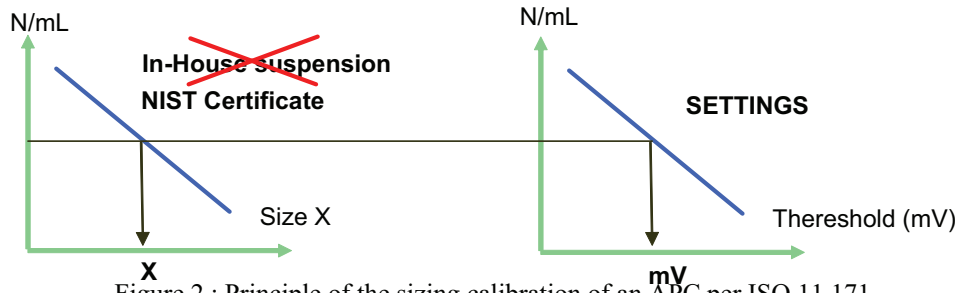 N/mL
In-House suspension
NIST Certificate
Size X
X
N/mL
SETTINGS
Thereshold (mV)
mV
Figure 2 : Principle of the sizing calibration of an APC per ISO 11 171